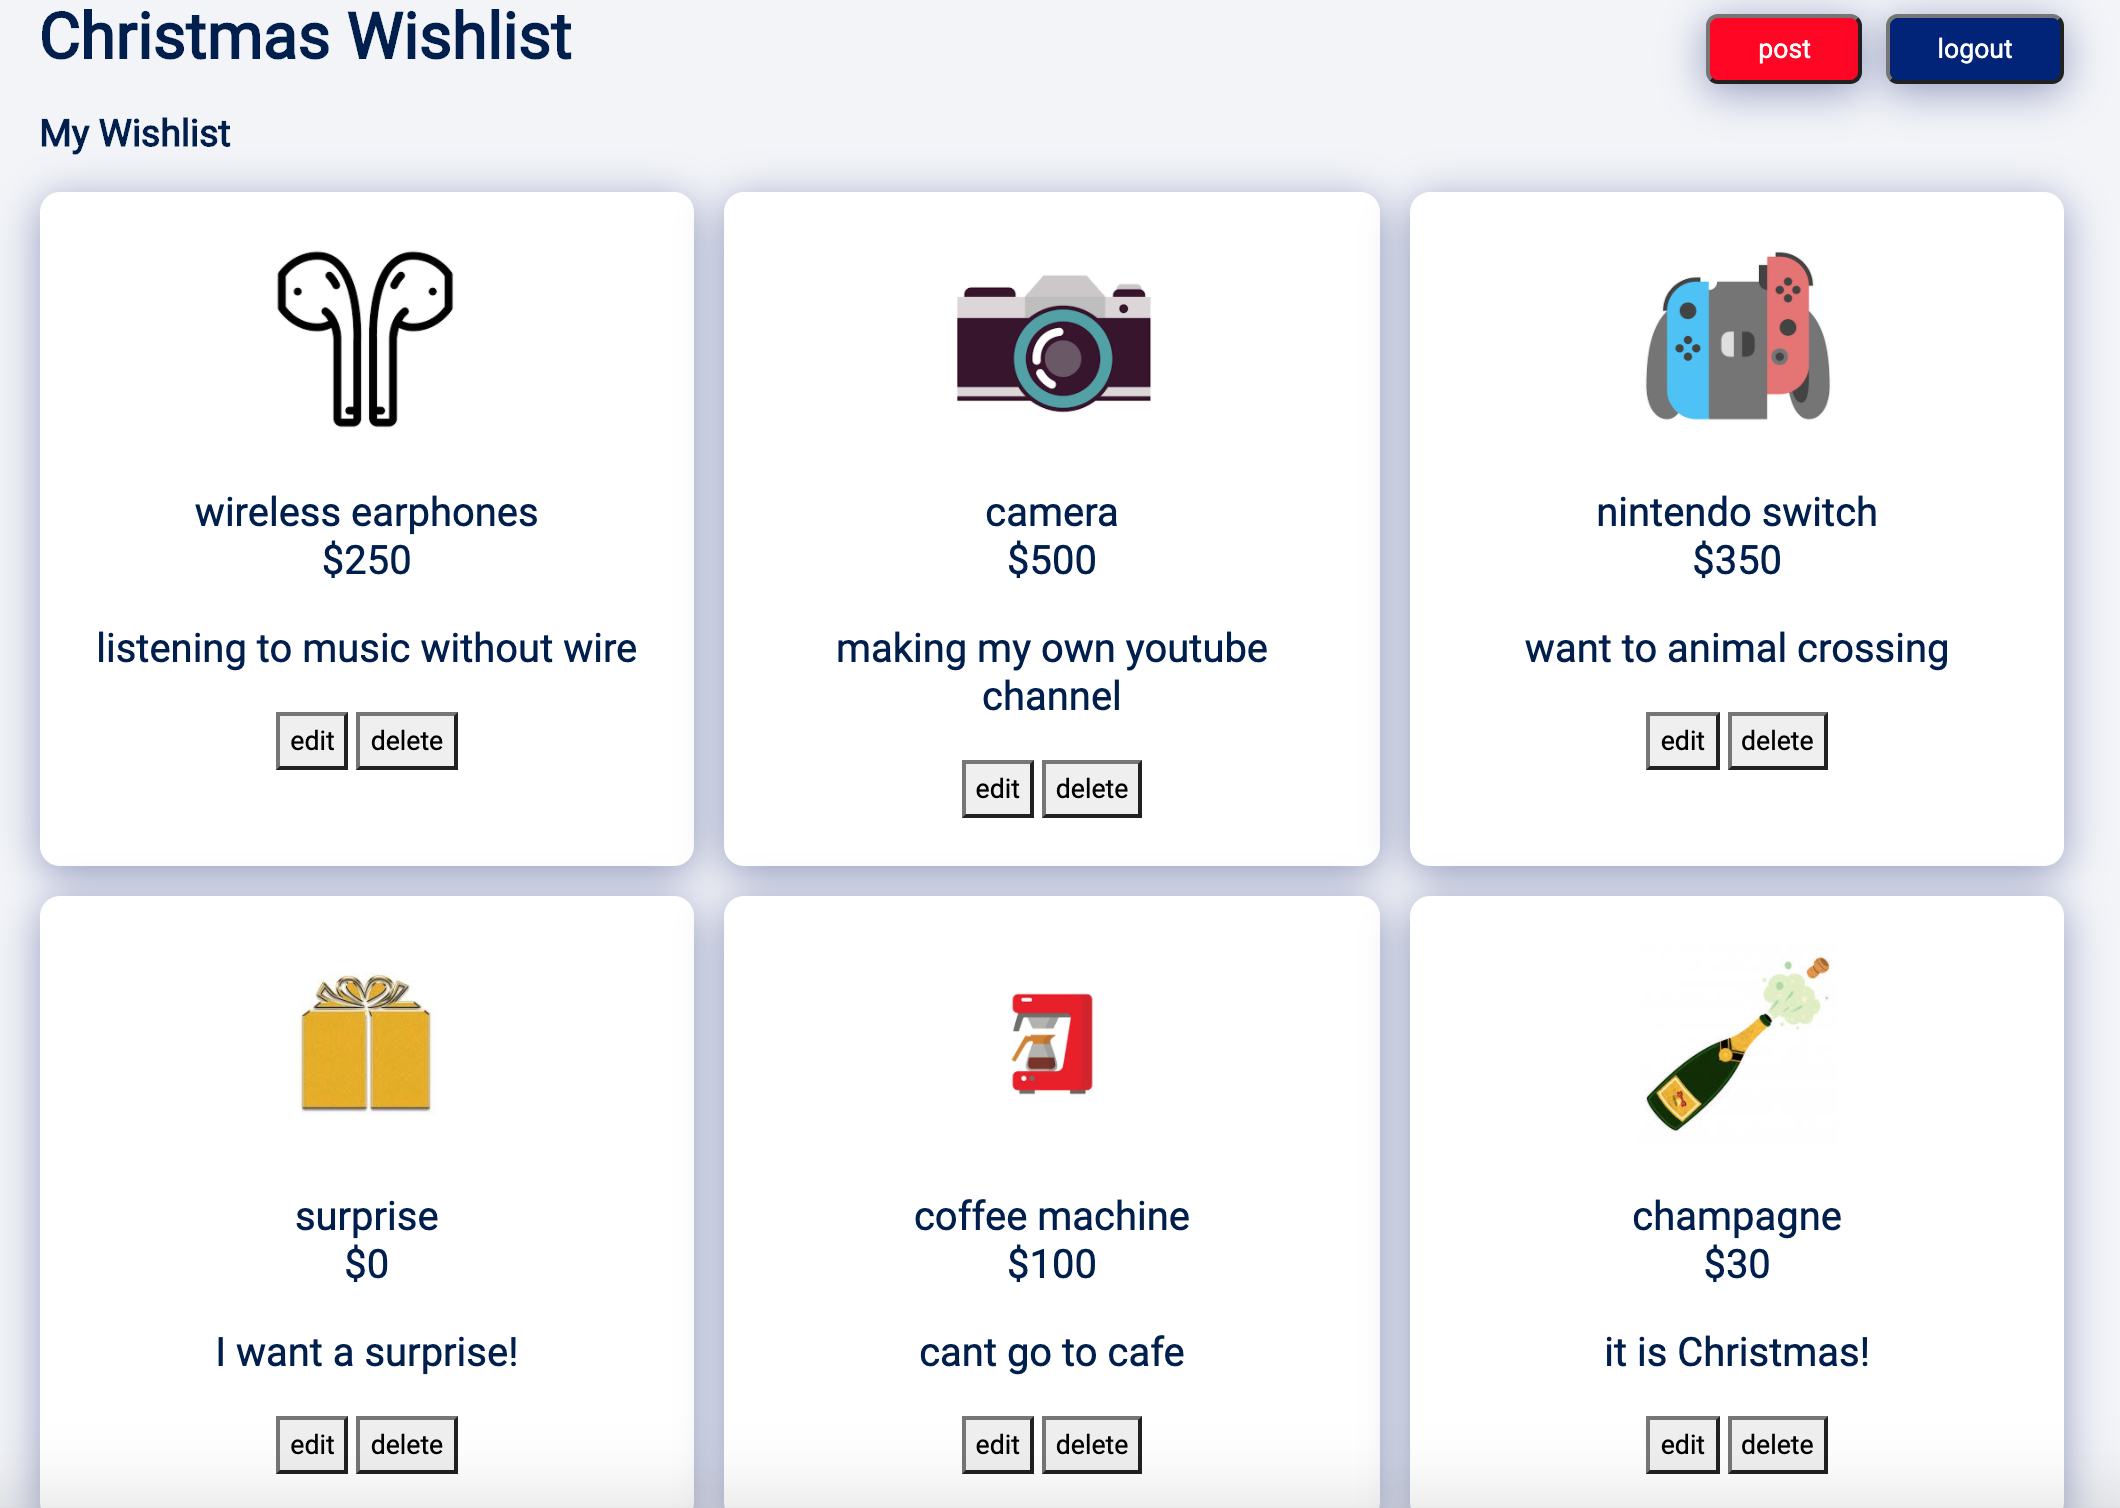 Christmas Wishlist
post
logout
My Wishlist
wireless earphones
$250
listening to music without wire
edit
delete
camera
$500
making my own youtube
channel
edit
delete
nintendo switch
$350
want to animal crossing
edit
delete
surprise
$0
I want a surprise!
edit
delete
coffee machine
$100
cant go to cafe
edit
delete
champagne
$30
it is Christmas!
edit
delete